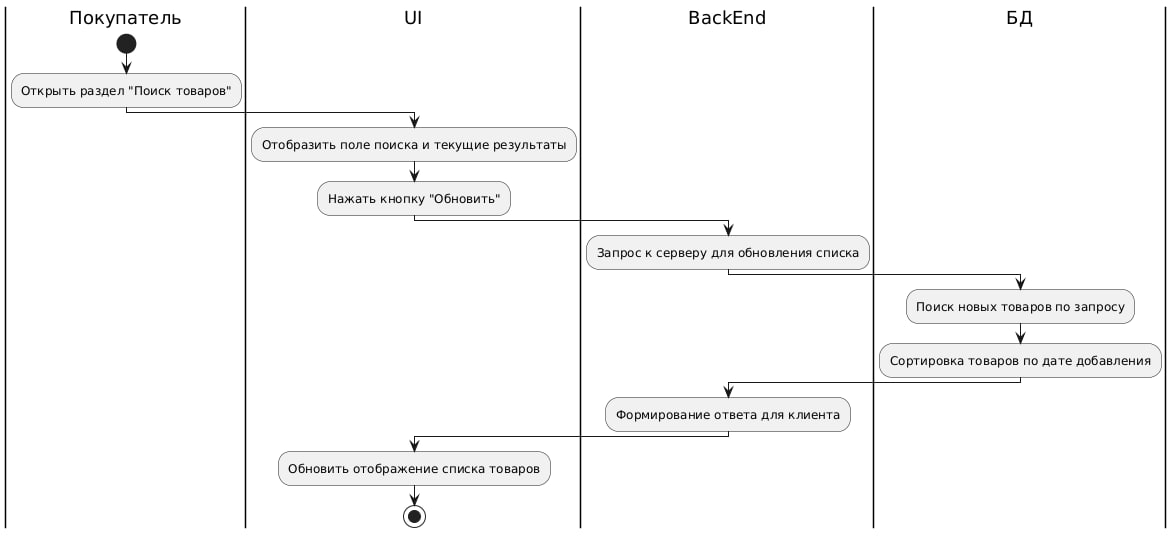 Покупатель
UI
BackEnd
БД
Открыть раздел "Поиск товаров"
Отобразить поле поиска и текущие результаты
Нажать кнопку "Обновить"
Запрос к серверу для обновления списка
Поиск новых товаров по запросу
Сортировка товаров по дате добавления
Формирование ответа для клиента
Обновить отображение списка товаров